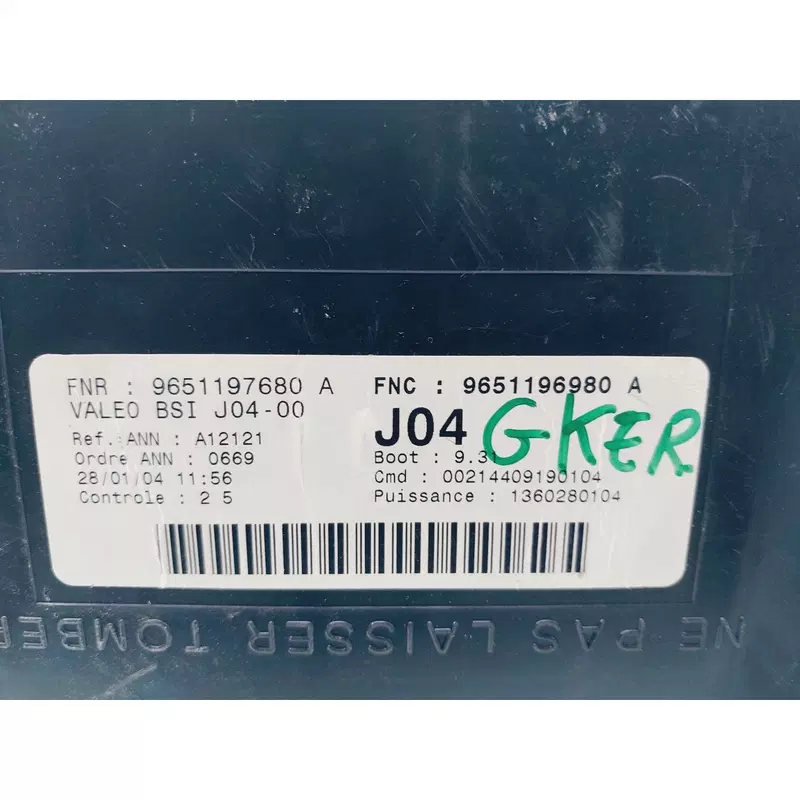 FNR : 9651197680 A
VALEO BSI J04-00
Ref. ANN : A12121
Ordre ANN : 0669
28/01/04 11:56
Controle : 2 5
FNC : 9651196980 A
J04 GKER
Boot : 9.31
Cmd : 00214409190104
Puissance : 1360280104
NE PAS LAISSER TOMBER